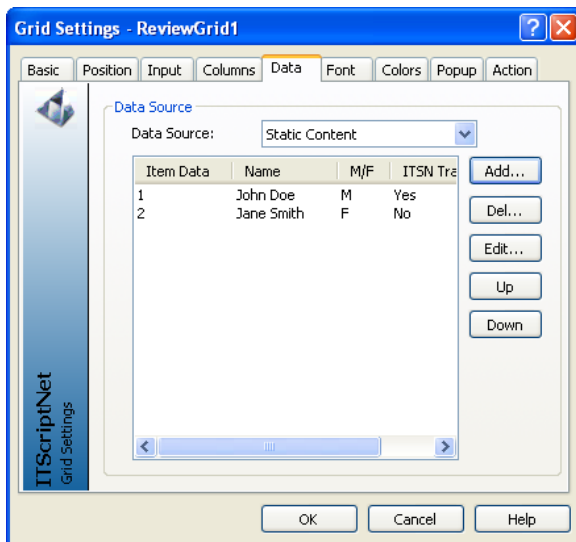 Grid Settings - ReviewGrid1
Basic Position Input Columns Data Font Colors Popup Action
Data Source
Data Source: Static Content
Item Data Name M/F ITSN Tra
1 John Doe M Yes
2 Jane Smith F No
Add...
Del...
Edit...
Up
Down
ITScriptNet
Grid Settings
OK Cancel Help